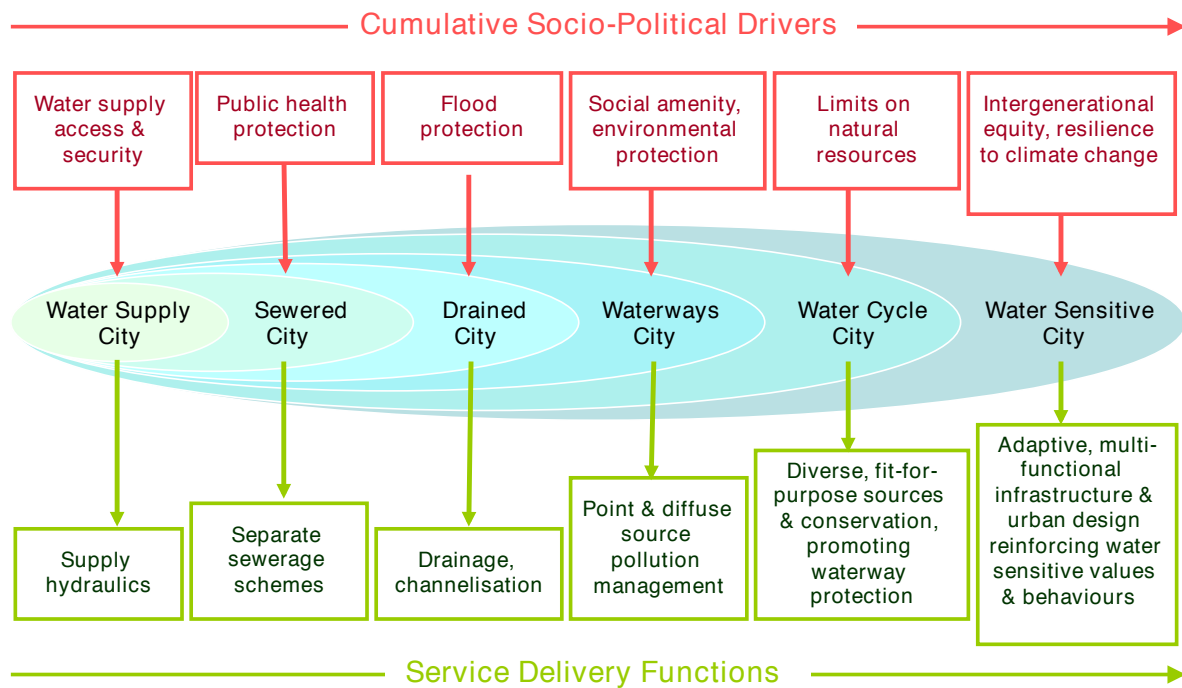 Cumulative Socio-Political Drivers
Water supply
access &
security
Public health
protection
Flood
protection
Social amenity,
environmental
protection
Limits on
natural
resources
Intergenerational
equity, resilience
to climate change
Water Supply
City
Sewered
City
Drained
City
Waterways
City
Water Cycle
City
Water Sensitive
City
Supply
hydraulics
Separate
sewerage
schemes
Drainage,
channelisation
Point & diffuse
source
pollution
management
Diverse, fit-for-
purpose sources
& conservation,
promoting
waterway
protection
Adaptive, multi-
functional
infrastructure &
urban design
reinforcing water
sensitive values
& behaviours
Service Delivery Functions